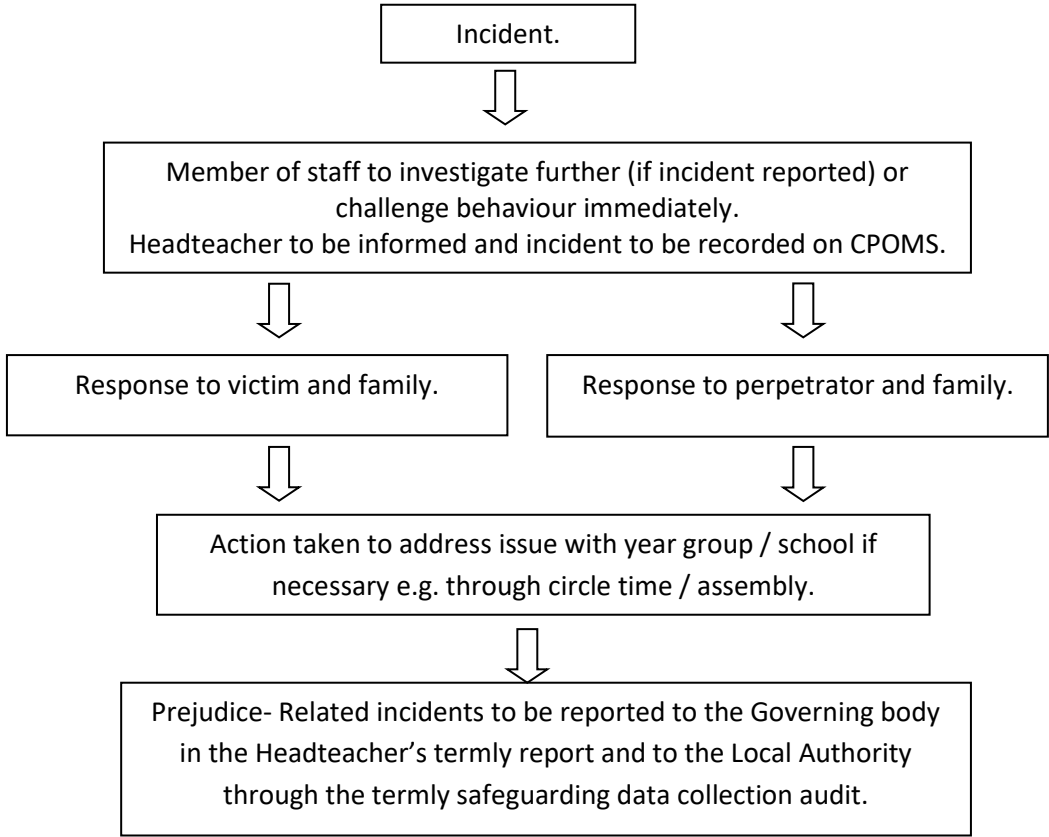 Incident.
Member of staff to investigate further (if incident reported) or
challenge behaviour immediately.
Headteacher to be informed and incident to be recorded on CPOMS.
Response to victim and family.
Response to perpetrator and family.
Action taken to address issue with year group / school if
necessary e.g. through circle time / assembly.
Prejudice- Related incidents to be reported to the Governing body
in the Headteacher’s termly report and to the Local Authority
through the termly safeguarding data collection audit.